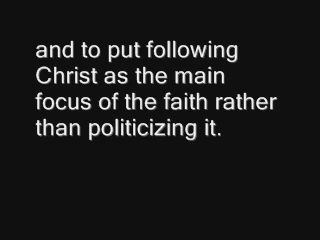 and to put following
Christ as the main
focus of the faith rather
than politicizing it.